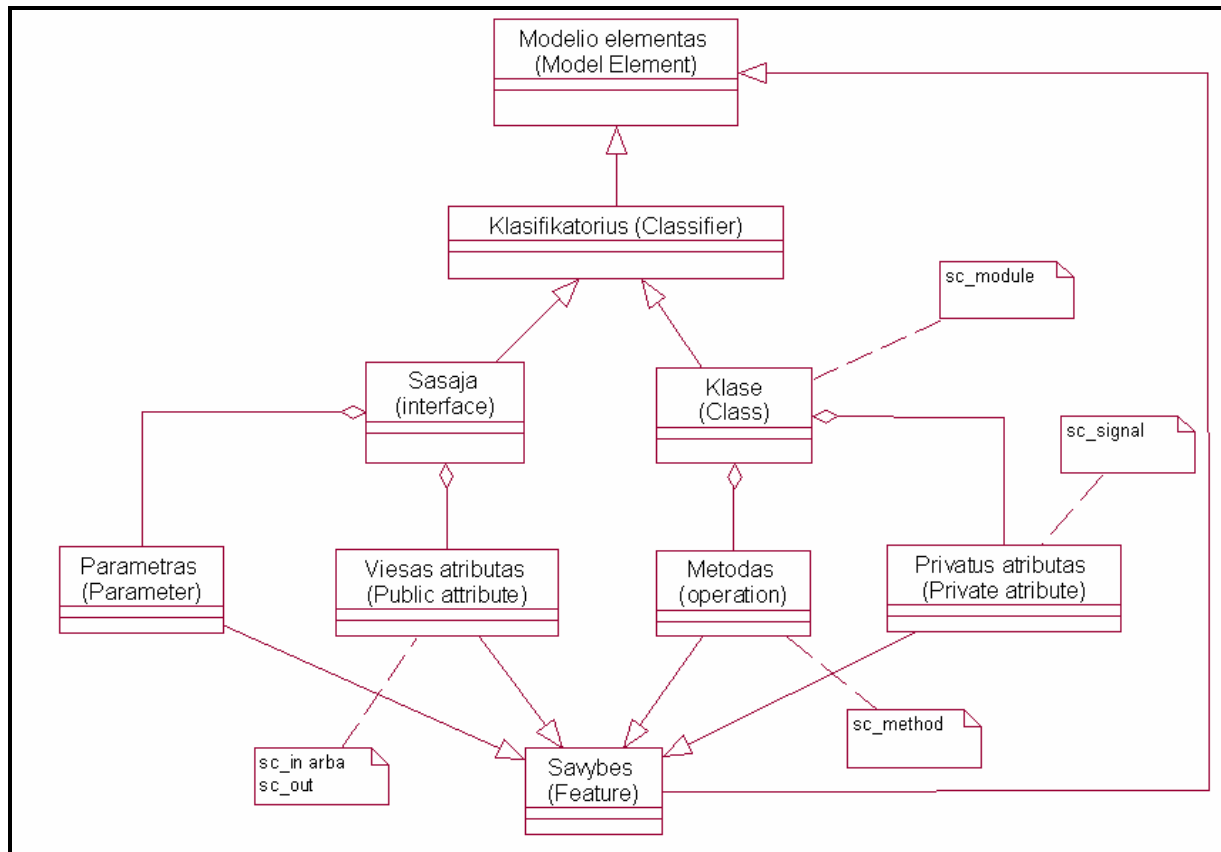 Modelio elementas
(Model Element)
Klasifikatorius (Classifier)
sc_module
Sasaja
(interface)
Klase
(Class)
sc_signal
Parametras
(Parameter)
Viesas atributas
(Public attribute)
Metodas
(operation)
Privatus atributas
(Private atribute)
sc_in arba
sc_out
Savybes
(Feature)
sc_method